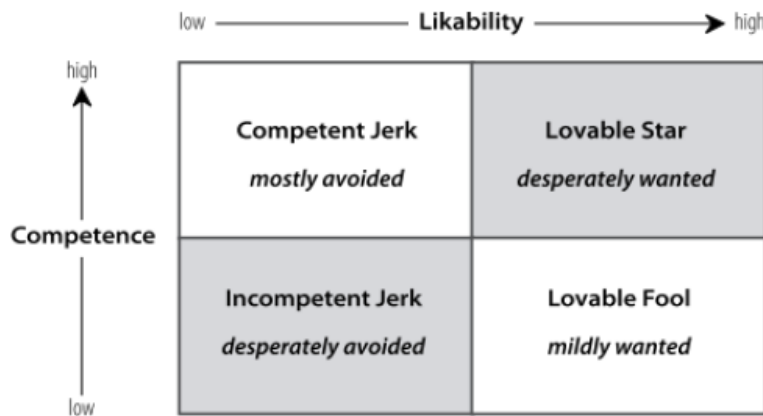 low Likability high
high
Competent Jerk Lovable Star
mostly avoided desperately wanted
Competence
Incompetent Jerk Lovable Fool
desperately avoided mildly wanted
low